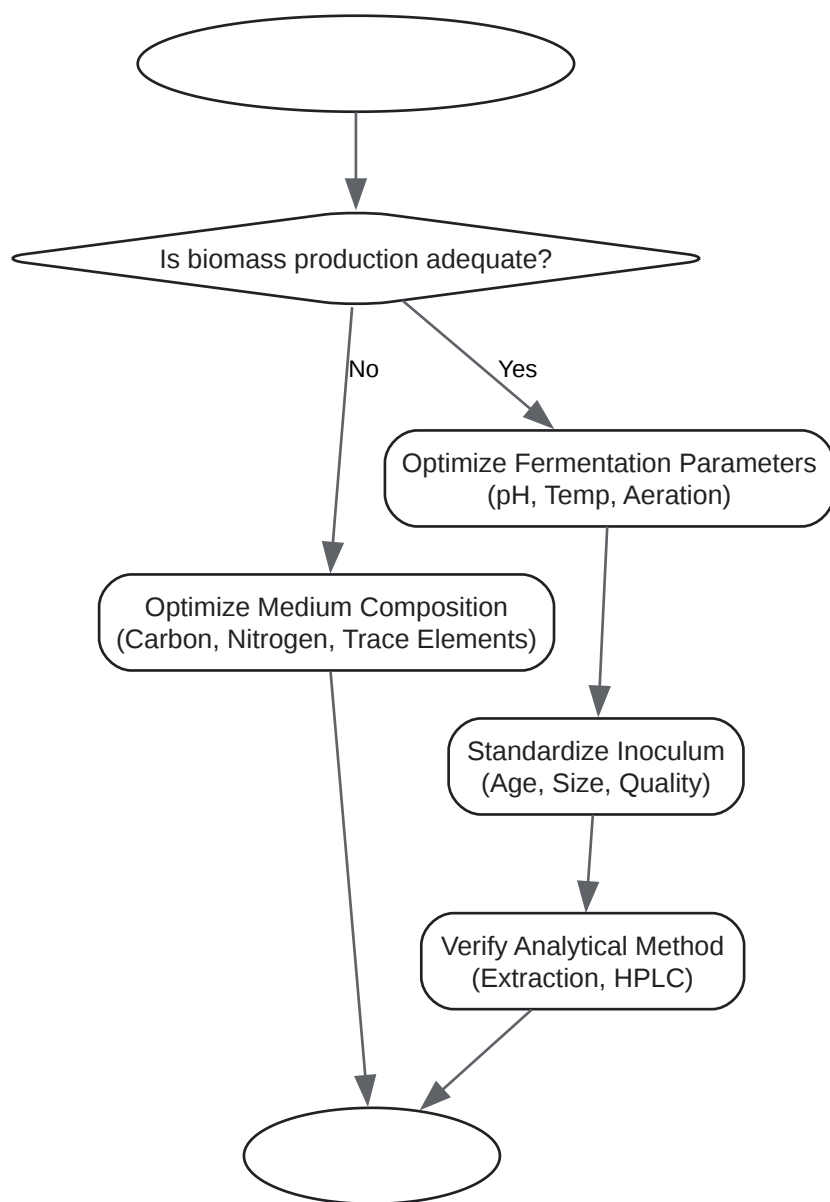 Is biomass production adequate?
No
Yes
Optimize Fermentation Parameters
(pH, Temp, Aeration)
Optimize Medium Composition
(Carbon, Nitrogen, Trace Elements)
Standardize Inoculum
(Age, Size, Quality)
Verify Analytical Method
(Extraction, HPLC)